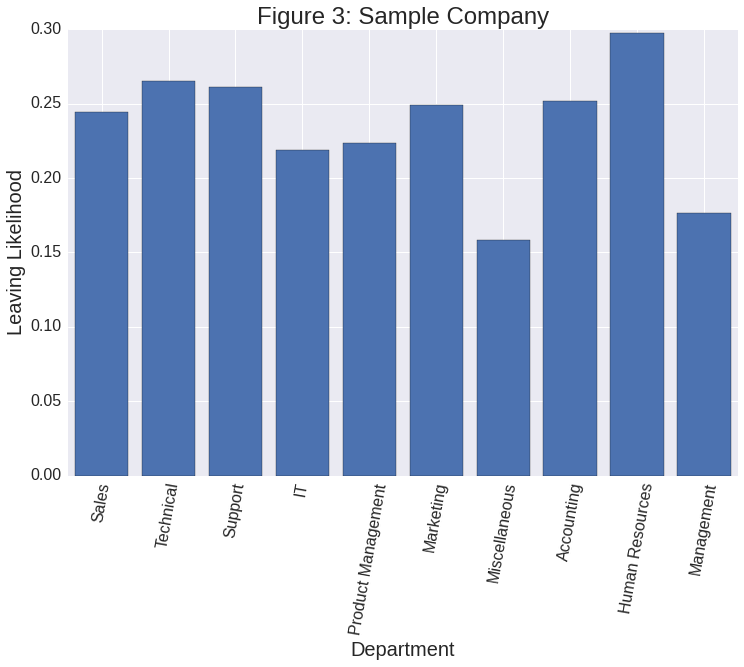 Figure 3: Sample Company
Leaving Likelihood
0.30
0.25
0.20
0.15
0.10
0.05
0.00
Sales
Technical
Support
IT
Product Management
Marketing
Miscellaneous
Accounting
Human Resources
Management
Department